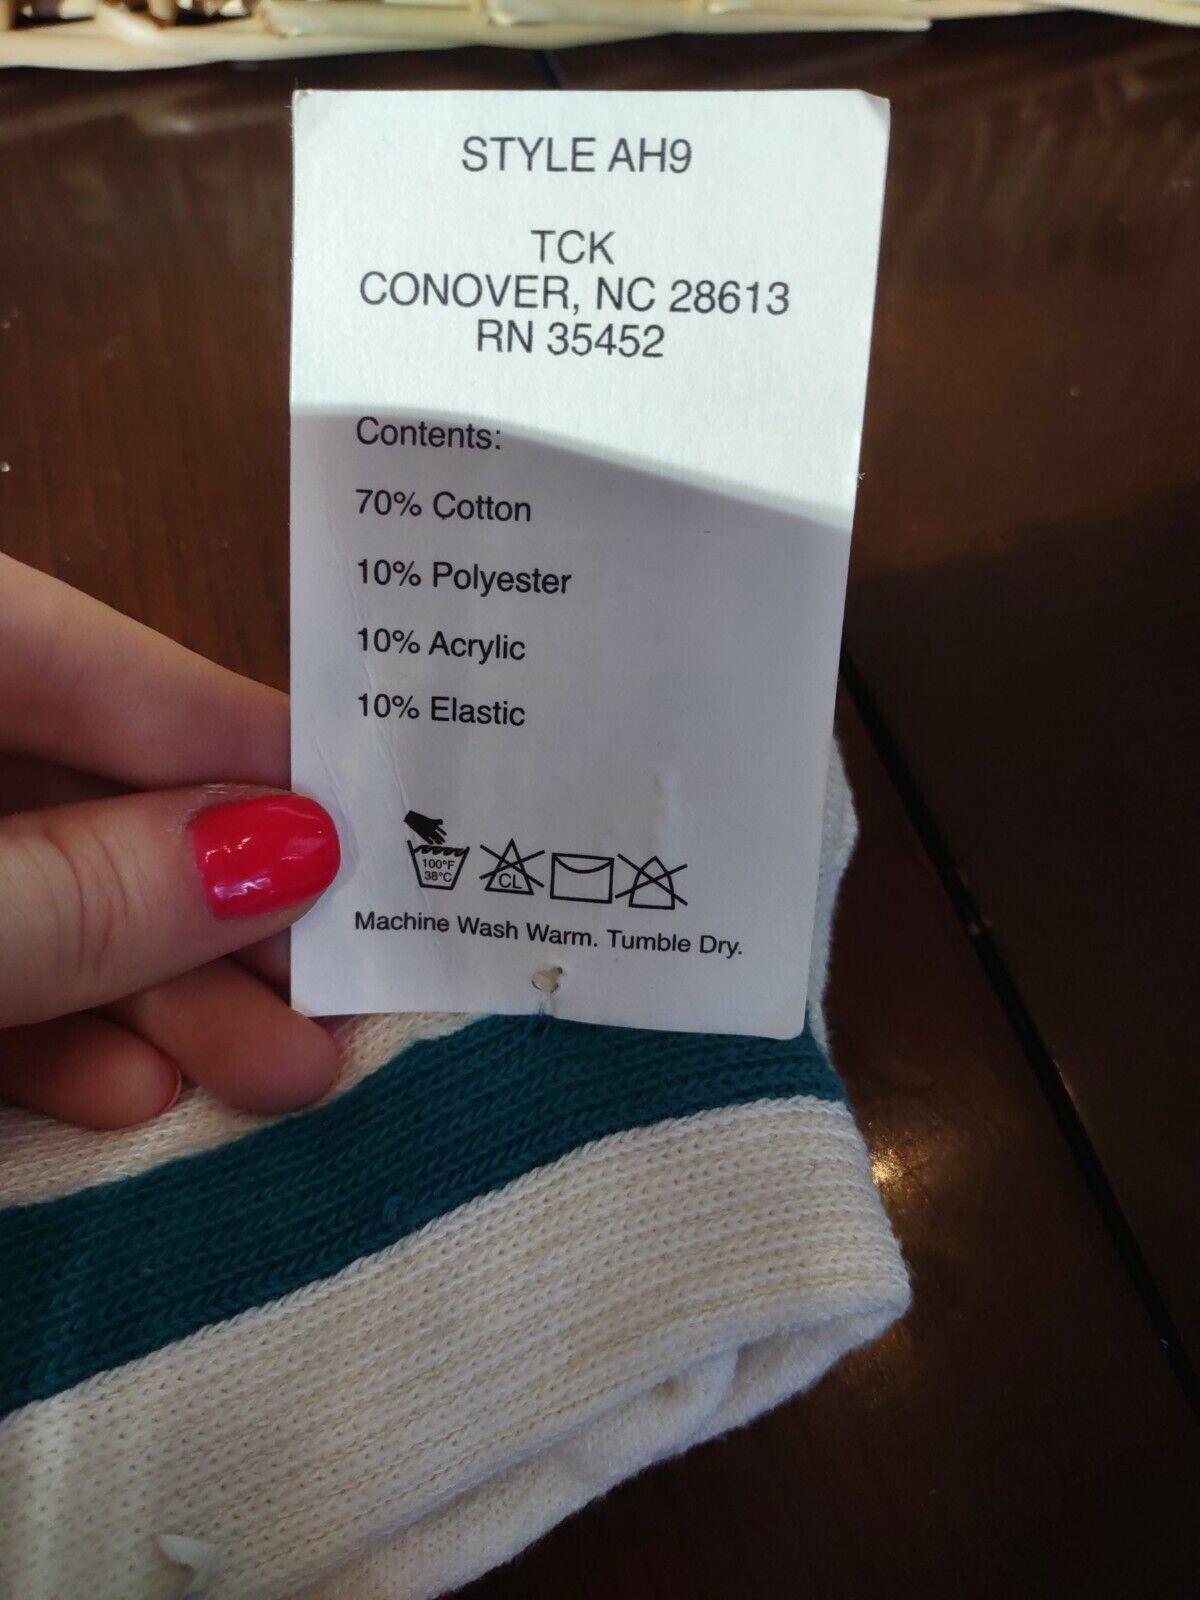 STYLE AH9
TCK
CONOVER, NC 28613
RN 35452
Contents:
70% Cotton
10% Polyester
10% Acrylic
10% Elastic
100°F
38°C
CL
Machine Wash Warm. Tumble Dry.